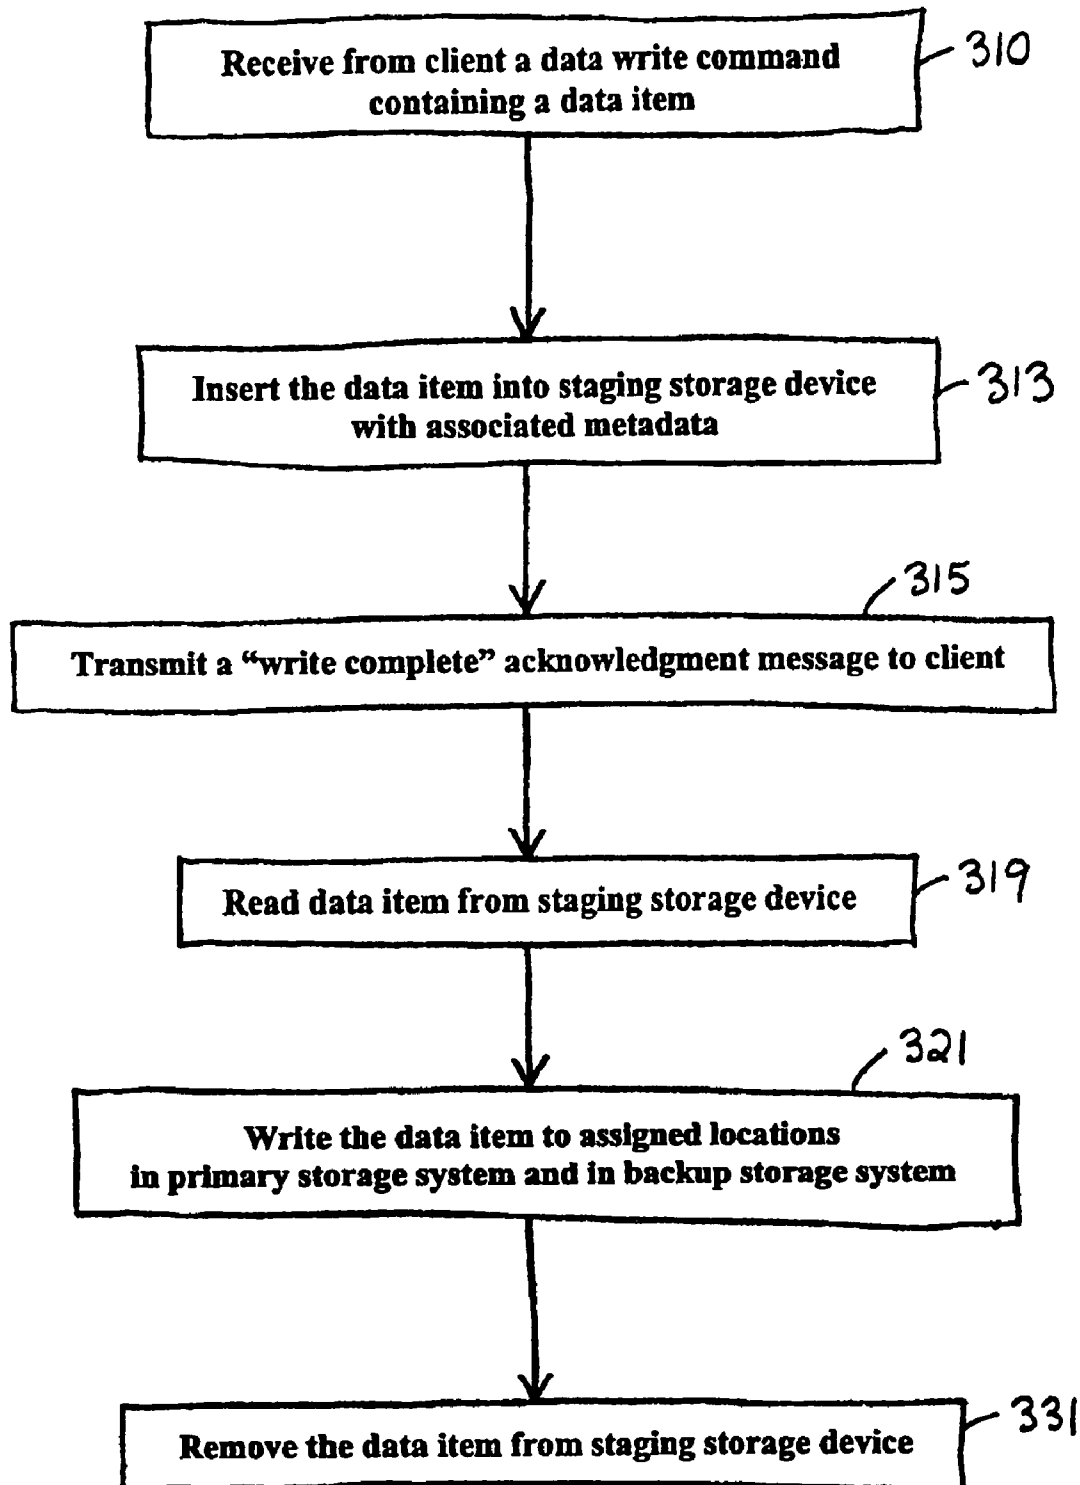 Receive from client a data write command
containing a data item
310
Insert the data item into staging storage device
with associated metadata
313
315
Transmit a “write complete” acknowledgment message to client
Read data item from staging storage device
319
321
Write the data item to assigned locations
in primary storage system and in backup storage system
Remove the data item from staging storage device
331